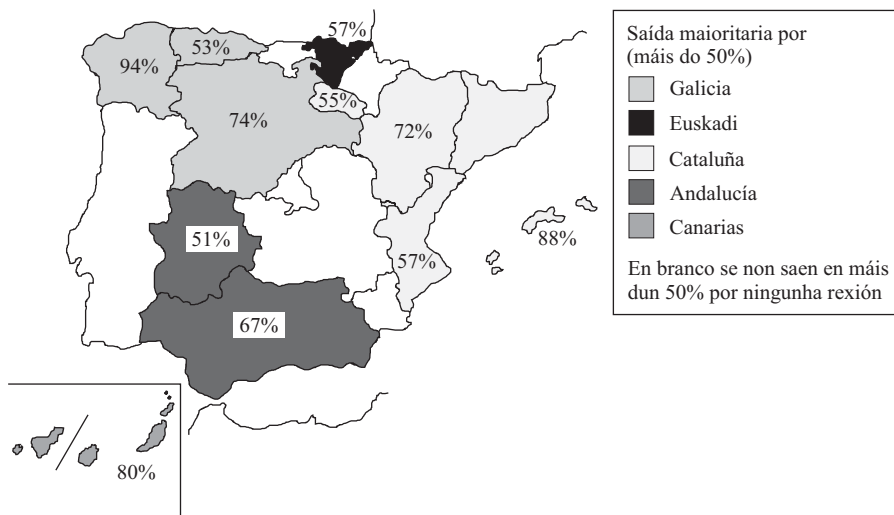 57%
53%
94%
55%
74%
72%
51%
57%
88%
67%
80%
Saída maioritaria por
(máis do 50%)
Galicia
Euskadi
Cataluña
Andalucía
Canarias
En branco se non saen en máis
dun 50% por ningunha rexión